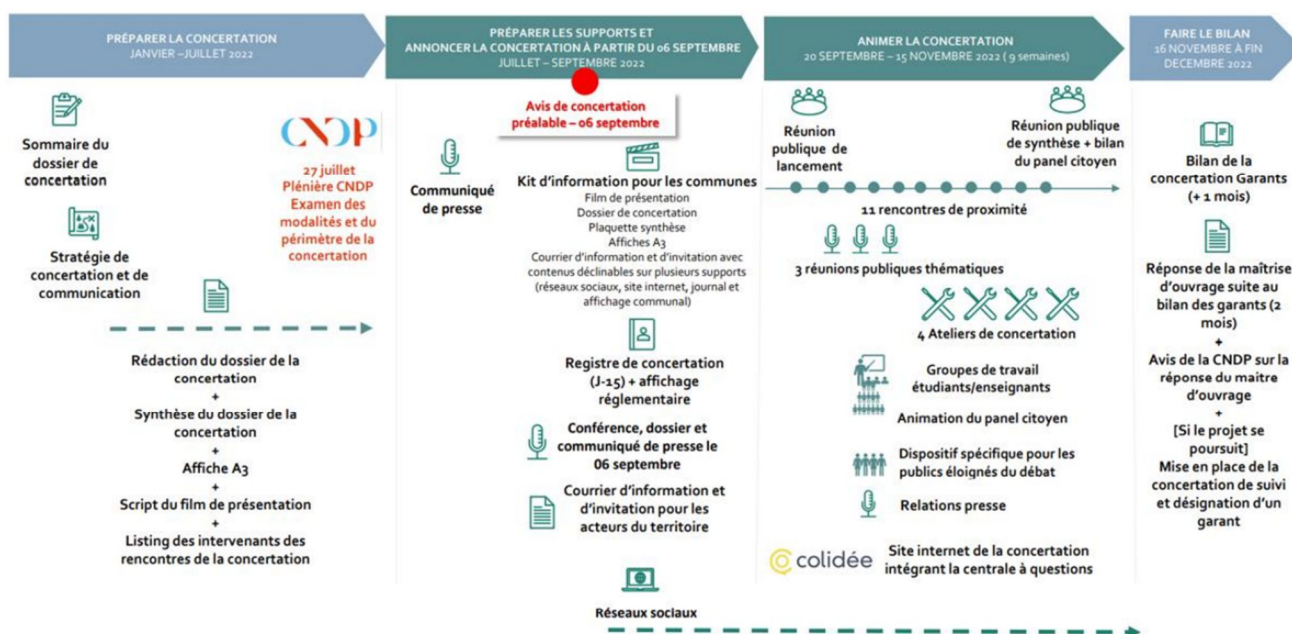 PRÉPARER LA CONCERTATION
JANVIER –JUILLET 2022
Sommaire du
dossier de
concertation
Stratégie de
concertation et de
communication
CNDP
27 juillet
Plénière CNDP
Examen des
modalités et du
périmètre de la
concertation
Rédaction du dossier de la
concertation
+
Synthèse du dossier de la
concertation
+
Affiche A3
+
Script du film de présentation
+
Listing des intervenants des
rencontres de la concertation
PRÉPARER LES SUPPORTS ET
ANNONCER LA CONCERTATION À PARTIR DU 06 SEPTEMBRE
JUILLET – SEPTEMBRE 2022
Avis de concertation
préalable – 06 septembre
Communiqué
de presse
Kit d'information pour les communes
Film de présentation
Dossier de concertation
Plaquette synthèse
Affiches A3
Courrier d'information et d'invitation avec
contenus déclinables sur plusieurs supports
(réseaux sociaux, site internet, journal et
affichage communal)
Registre de concertation
(J-15) + affichage
réglementaire
Conférence, dossier et
communiqué de presse le
06 septembre
Courrier d'information et
d'invitation pour les
acteurs du territoire
Réseaux sociaux
ANIMER LA CONCERTATION
20 SEPTEMBRE – 15 NOVEMBRE 2022 ( 9 semaines)
Réunion
publique de
lancement
Réunion publique
de synthèse + bilan
du panel citoyen
11 rencontres de proximité
3 réunions publiques thématiques
4 Ateliers de concertation
Groupes de travail
étudiants/enseignants
Animation du panel citoyen
Dispositif spécifique pour les
publics éloignés du débat
Relations presse
colidée
Site internet de la concertation
intégrant la centrale à questions
FAIRE LE BILAN
16 NOVEMBRE À FIN
DECEMBRE 2022
Bilan de la
concertation Garants
(+ 1 mois)
Réponse de la maîtrise
d'ouvrage suite au
bilan des garants (2
mois)
+
Avis de la CNDP sur la
réponse du maitre
d'ouvrage
+
[Si le projet se
poursuit]
Mise en place de la
concertation de suivi
et désignation d'un
garant